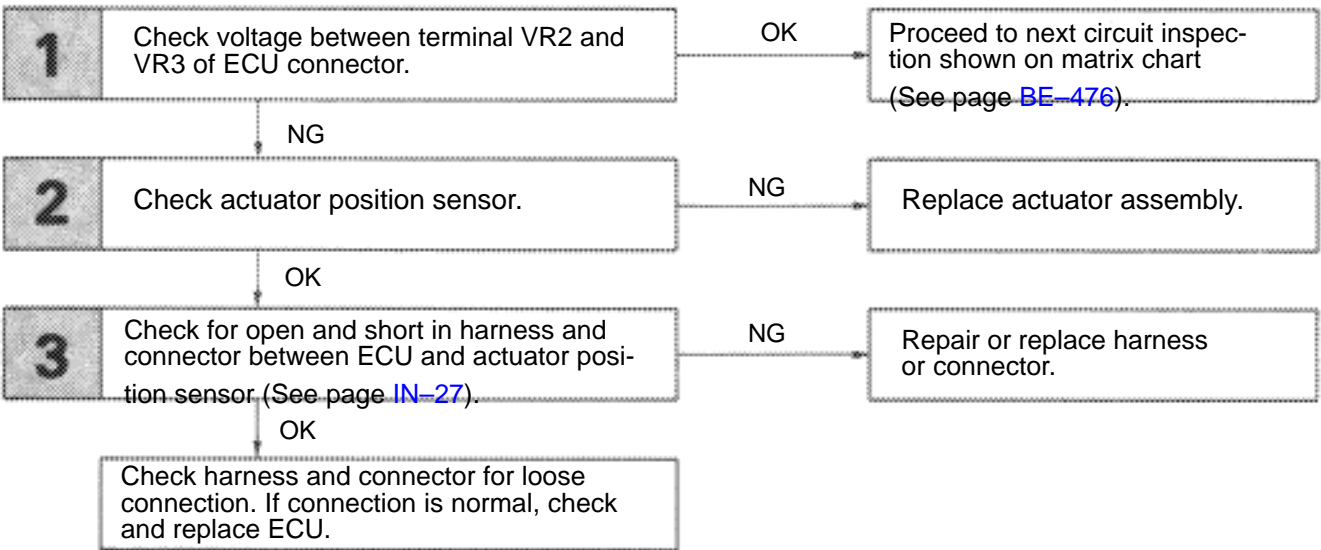 1
Check voltage between terminal VR2 and
VR3 of ECU connector.
OK
Proceed to next circuit inspec-
tion shown on matrix chart
(See page BE–476).
NG
2
Check actuator position sensor.
NG
Replace actuator assembly.
OK
3
Check for open and short in harness and
connector between ECU and actuator posi-
tion sensor (See page IN–27).
NG
Repair or replace harness
or connector.
OK
Check harness and connector for loose
connection. If connection is normal, check
and replace ECU.